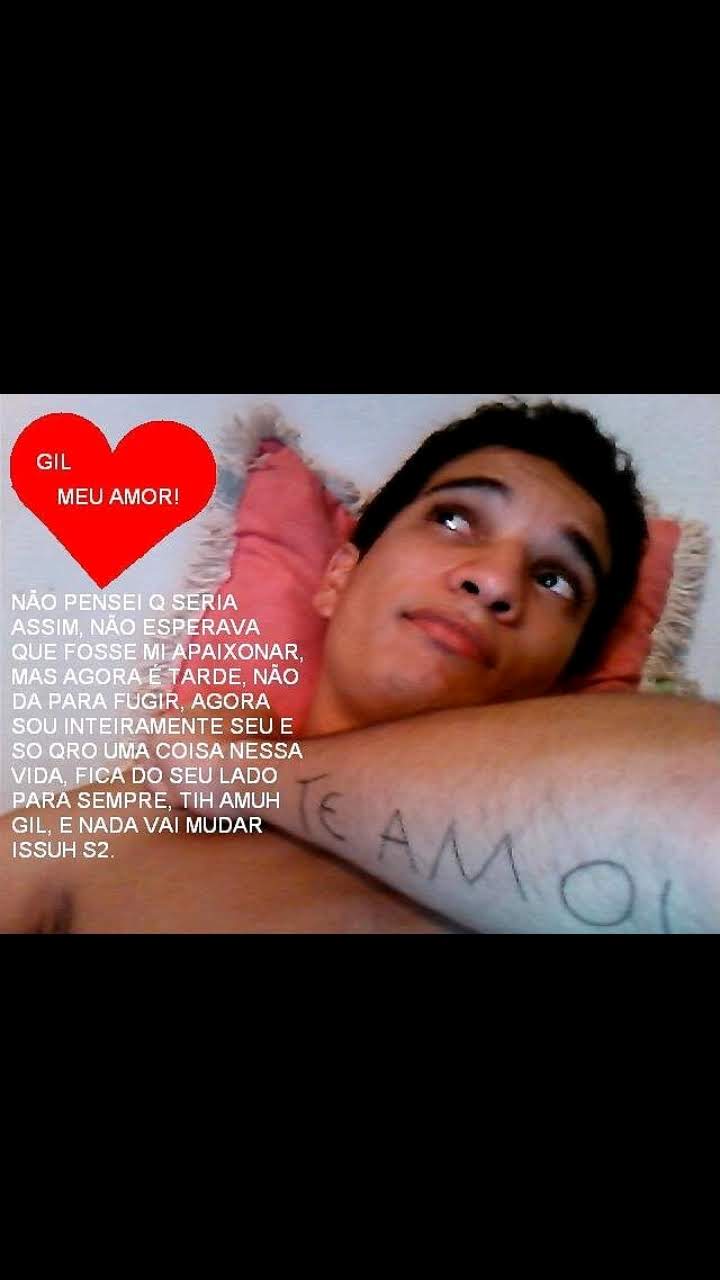 GIL
MEU AMOR!
NÃO PENSEI Q SERIA
ASSIM, NÃO ESPERAVA
QUE FOSSE MI APAIXONAR,
MAS AGORA É TARDE, NÃO
DA PARA FUGIR, AGORA
SOU INTEIRAMENTE SEU E
SO QRO UMA COISA NESSA
VIDA, FICA DO SEU LADO
PARA SEMPRE, TIH AMUH
GIL, E NADA VAI MUDAR
ISSUH S2.
TE AMO